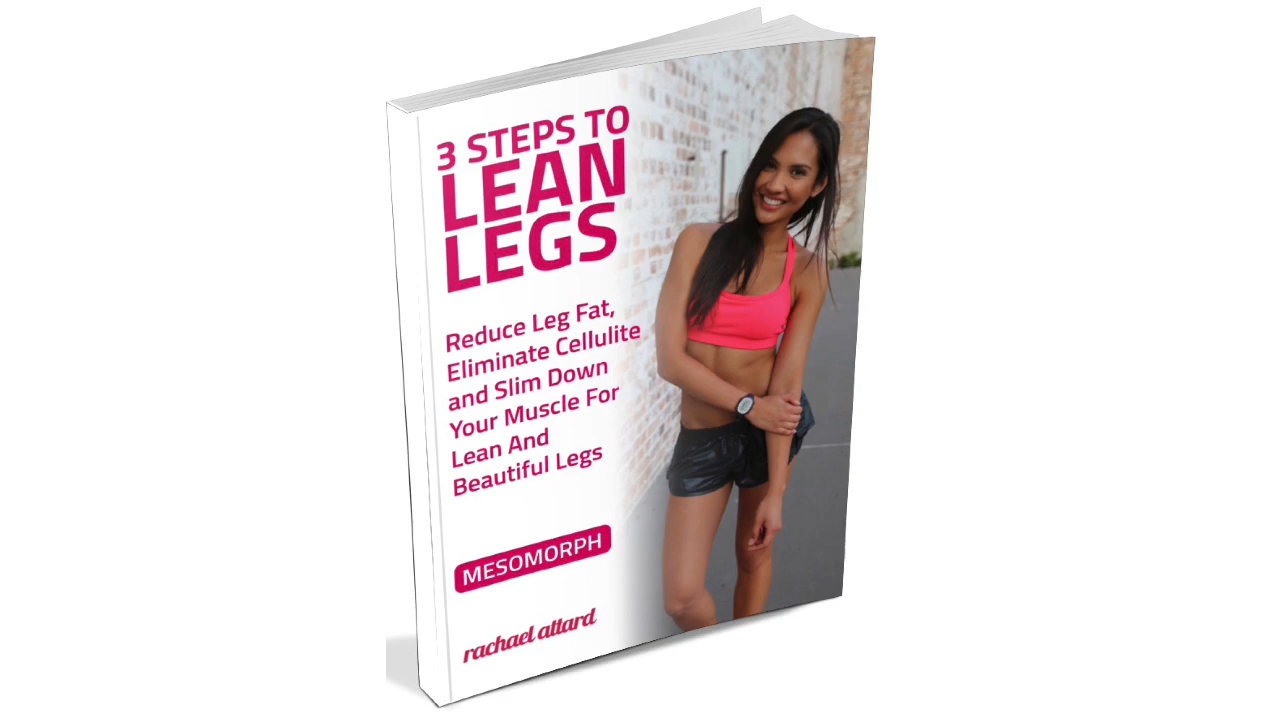 3 STEPS TO
LEAN
LEGS
Reduce Leg Fat,
Eliminate Cellulite
and Slim Down
Your Muscle For
Lean And
Beautiful Legs
MESOMORPH
rachael attard